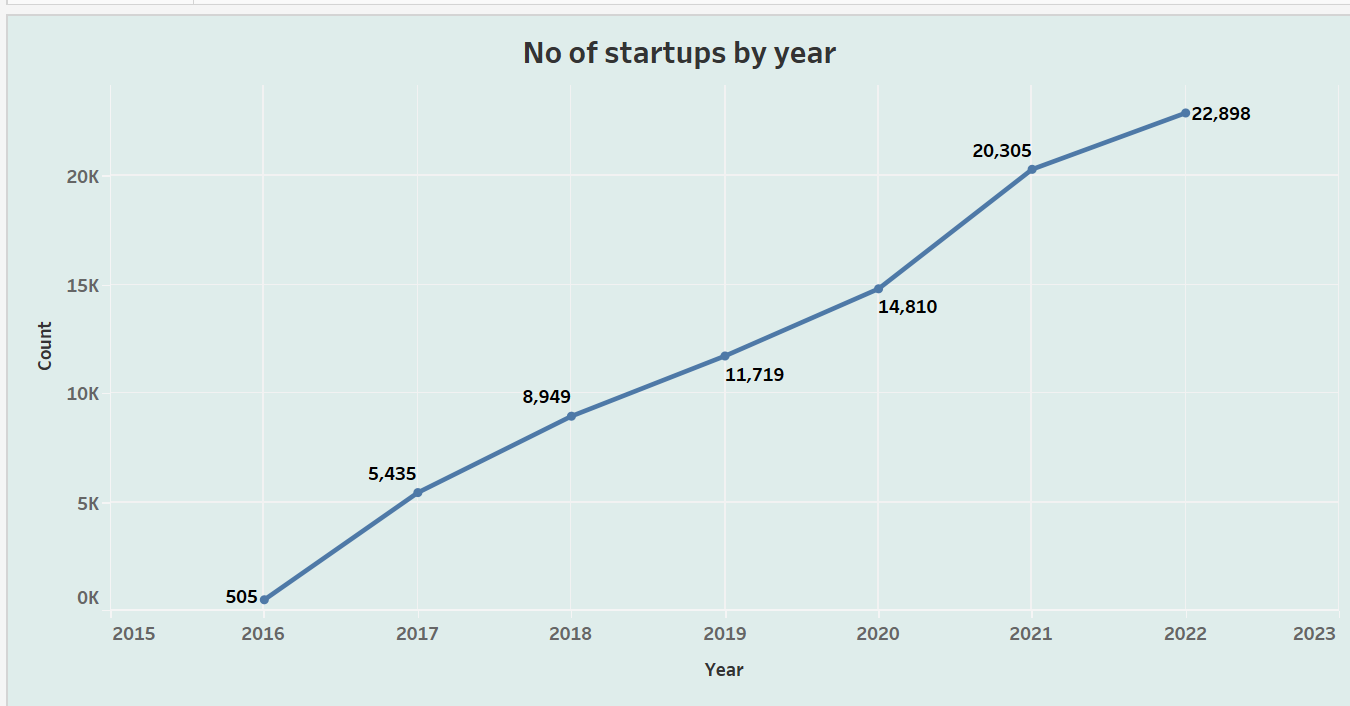 No of startups by year
22,898
20,305
20K
15K
14,810
11,719
10K
8,949
5,435
5K
505
0K
Count
2015 2016 2017 2018 2019 2020 2021 2022 2023
Year